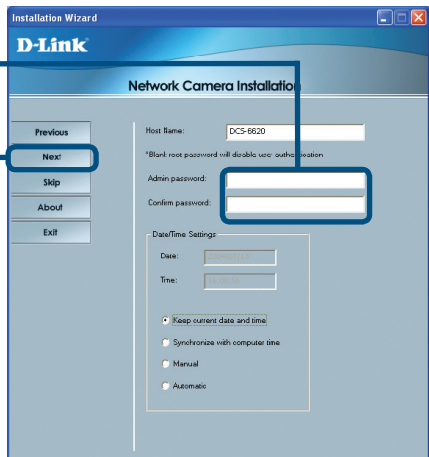 Installation Wizard
D-Link
Network Camera Installation
Previous
Next
Skip
About
Exit
Host Name:
DCS-6620
*Blank root password will disable user authentication
Admin password:
Confirm password:
Date/Time Settings
Date:
Time:
Keep current date and time
Synchronize with computer time
Manual
Automatic